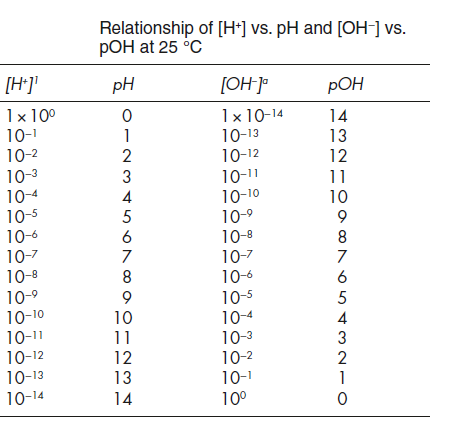 Relationship of [H⁺] vs. pH and [OH⁻] vs.
pOH at 25 °C
[H⁺]¹ pH [OH⁻]ᵃ pOH
1 x 10⁰ 0 1 x 10⁻¹⁴ 14
10⁻¹ 1 10⁻¹³ 13
10⁻² 2 10⁻¹² 12
10⁻³ 3 10⁻¹¹ 11
10⁻⁴ 4 10⁻¹⁰ 10
10⁻⁵ 5 10⁻⁹ 9
10⁻⁶ 6 10⁻⁸ 8
10⁻⁷ 7 10⁻⁷ 7
10⁻⁸ 8 10⁻⁶ 6
10⁻⁹ 9 10⁻⁵ 5
10⁻¹⁰ 10 10⁻⁴ 4
10⁻¹¹ 11 10⁻³ 3
10⁻¹² 12 10⁻² 2
10⁻¹³ 13 10⁻¹ 1
10⁻¹⁴ 14 10⁰ 0